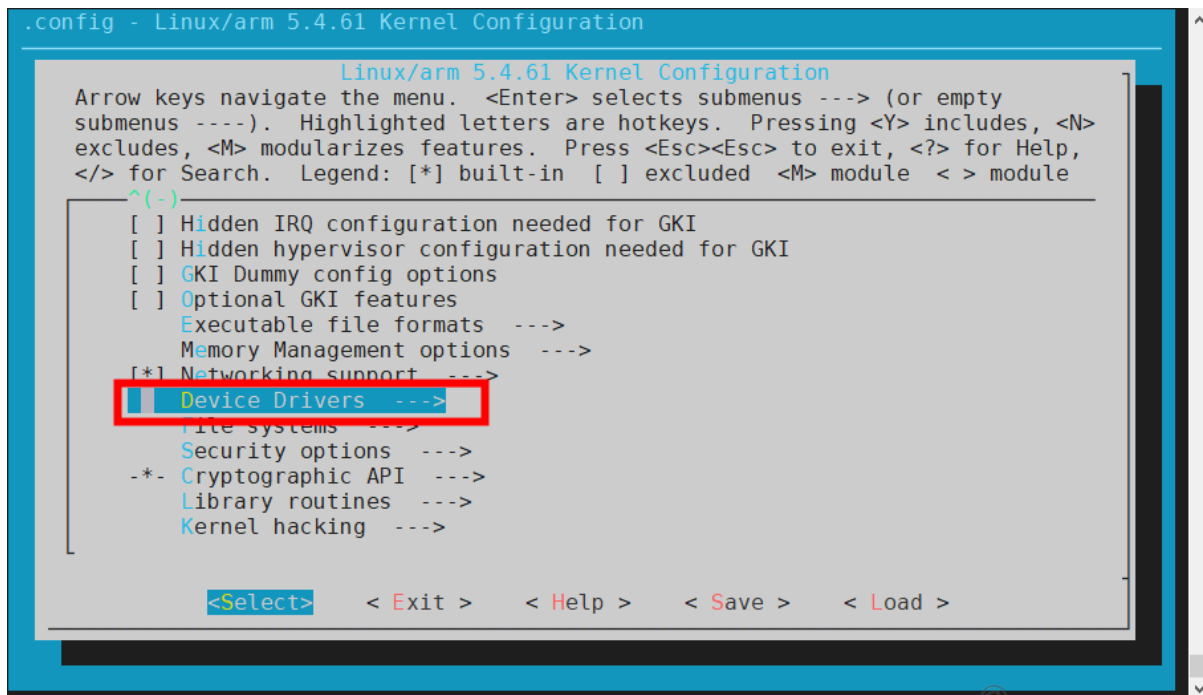 .config - Linux/arm 5.4.61 Kernel Configuration
Linux/arm 5.4.61 Kernel Configuration
Arrow keys navigate the menu.  <Enter> selects submenus ---> (or empty
submenus ----).  Highlighted letters are hotkeys.  Pressing <Y> includes, <N>
excludes, <M> modularizes features.  Press <Esc><Esc> to exit, <?> for Help,
</> for Search.  Legend: [*] built-in  [ ] excluded  <M> module  < > module
^(-)
[ ] Hidden IRQ configuration needed for GKI
[ ] Hidden hypervisor configuration needed for GKI
[ ] GKI Dummy config options
[ ] Optional GKI features
Executable file formats  --->
Memory Management options  --->
[*] Networking support  --->
Device Drivers  --->
File systems  --->
Security options  --->
-*- Cryptographic API  --->
Library routines  --->
Kernel hacking  --->
<Select>    < Exit >    < Help >    < Save >    < Load >